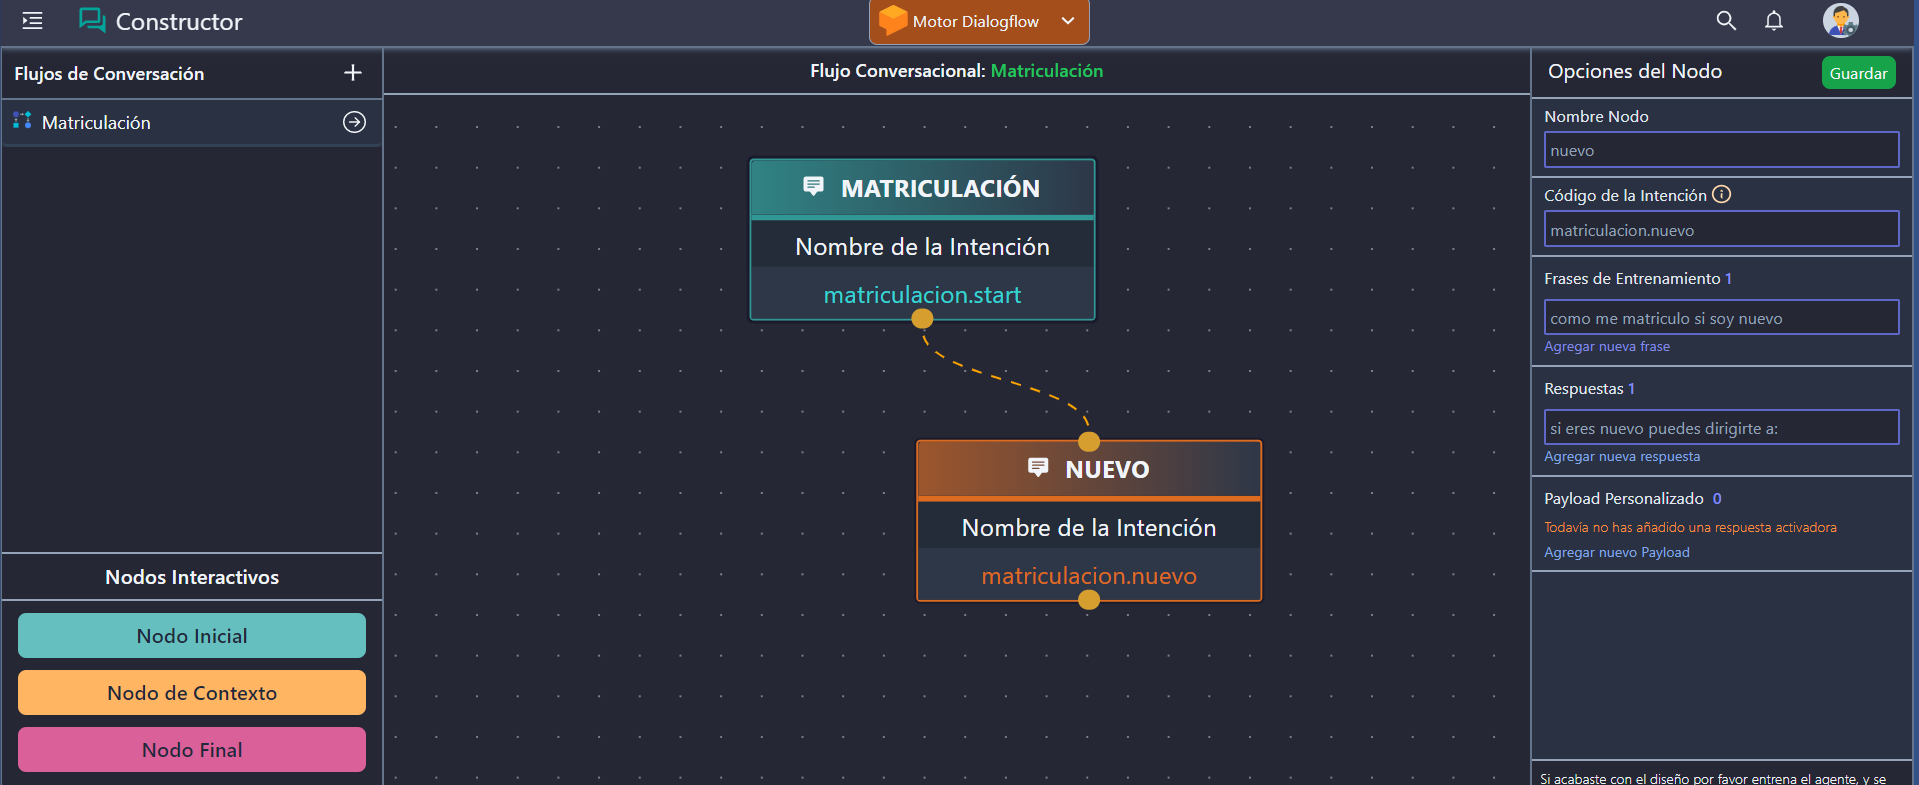 Constructor
Motor Dialogflow
Flujos de Conversación
Matriculación
Nodos Interactivos
Nodo Inicial
Nodo de Contexto
Nodo Final
Flujo Conversacional: Matriculación
MATRICULACIÓN
Nombre de la Intención
matriculacion.start
NUEVO
Nombre de la Intención
matriculacion.nuevo
Opciones del Nodo
Guardar
Nombre Nodo
nuevo
Código de la Intención
matriculacion.nuevo
Frases de Entrenamiento 1
como me matriculo si soy nuevo
Agregar nueva frase
Respuestas 1
si eres nuevo puedes dirigirte a:
Agregar nueva respuesta
Payload Personalizado 0
Todavía no has añadido una respuesta activadora
Agregar nuevo Payload
Si acabaste con el diseño por favor entrena el agente, y se